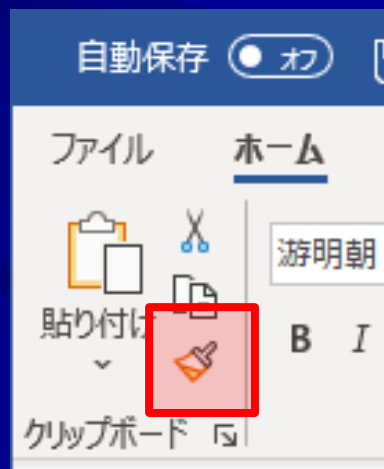 自動保存 オフ
ファイル ホーム
游明朝
貼り付け
B I
クリップボード